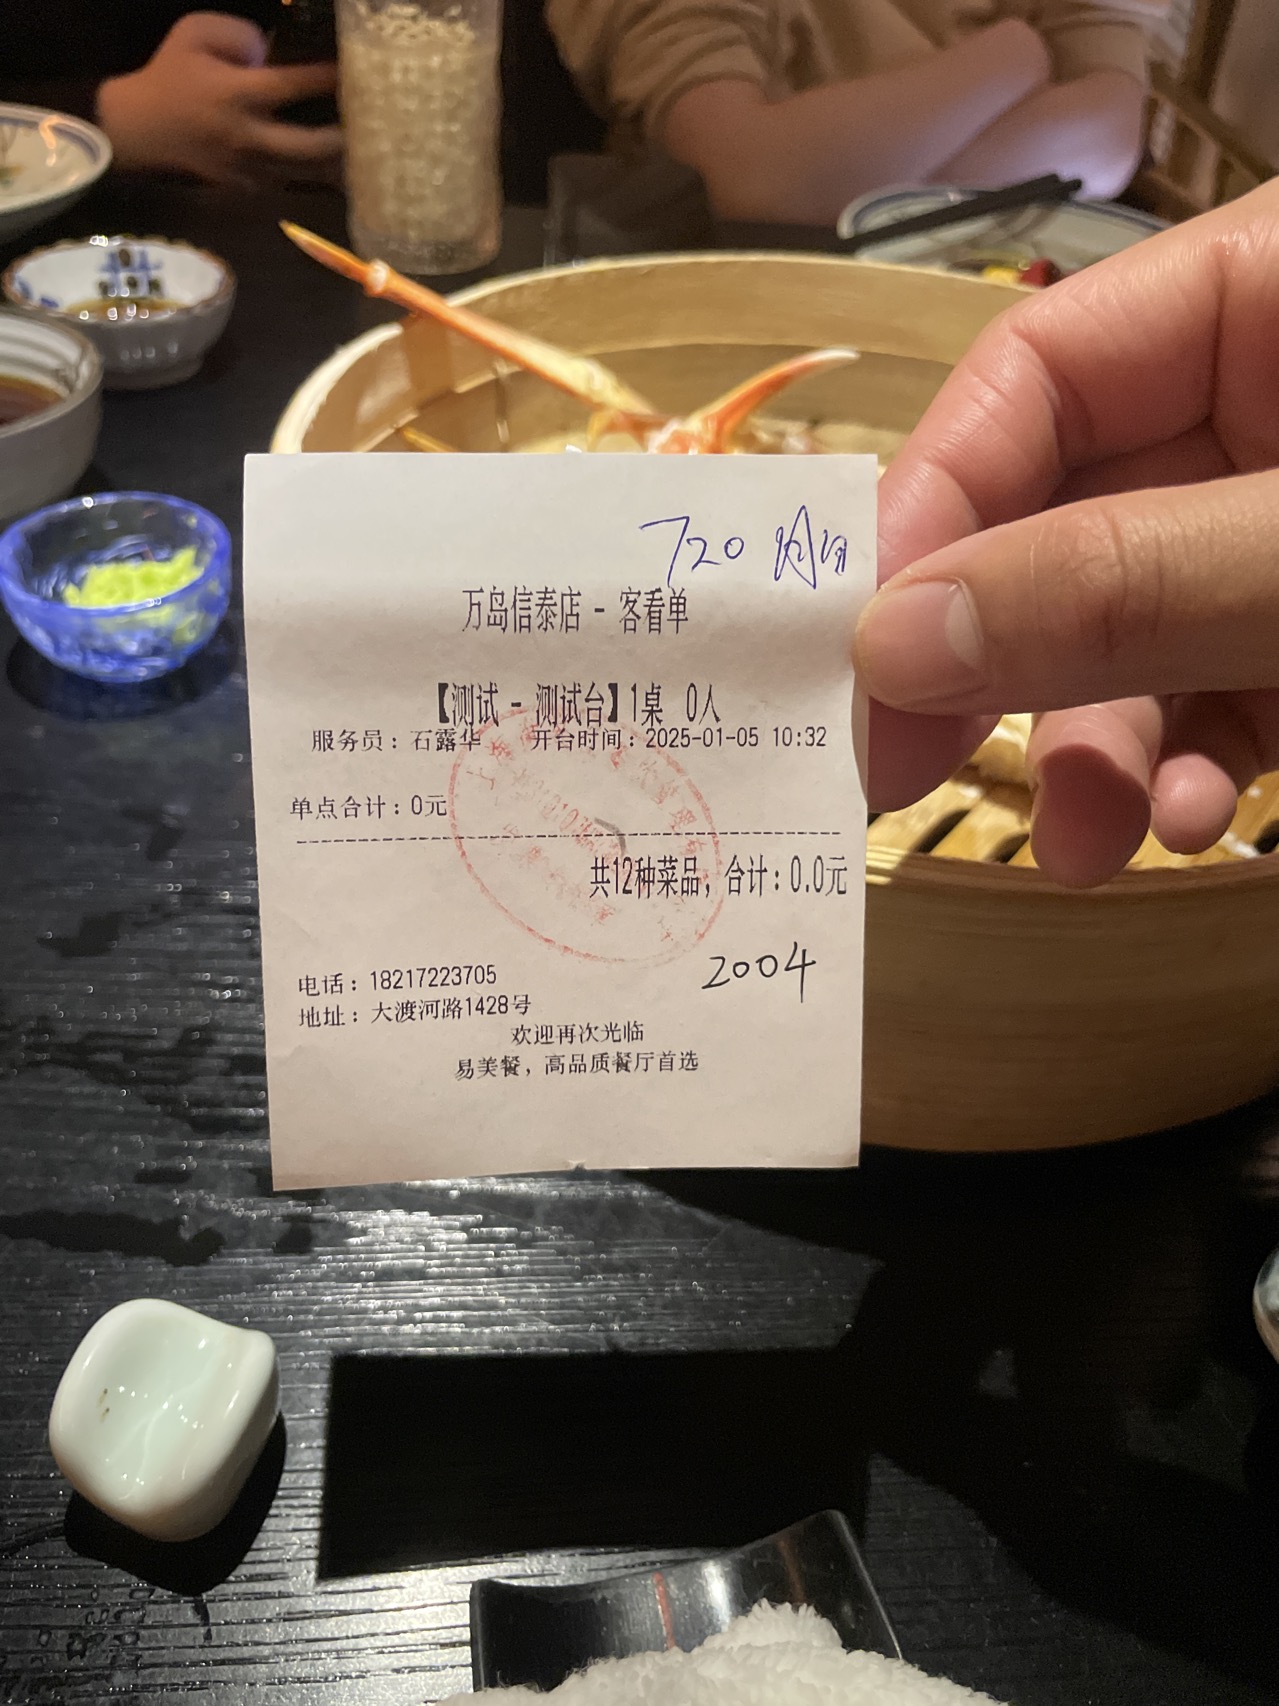 720
万岛信泰店 - 客看单
【测试 - 测试台】1桌 0人
服务员：石露华 开台时间：2025-01-05 10:32
单点合计：0元
共12种菜品，合计：0.0元
2004
电话：18217223705
地址：大渡河路1428号
欢迎再次光临
易美餐，高品质餐厅首选